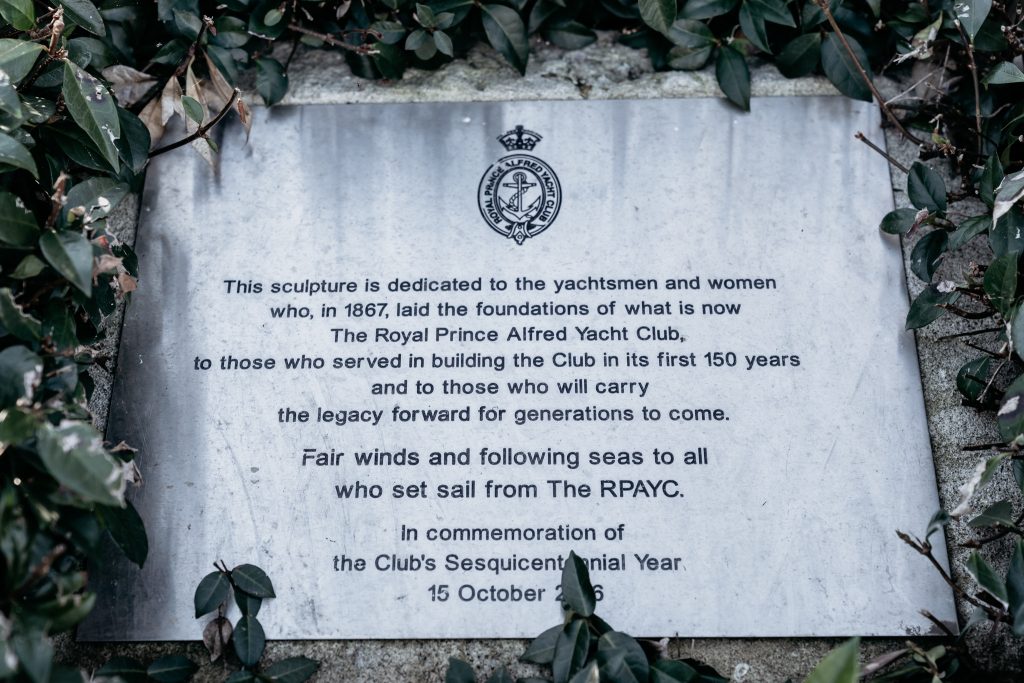 ROYAL PRINCE ALFRED YACHT CLUB
This sculpture is dedicated to the yachtsmen and women
who, in 1867, laid the foundations of what is now
The Royal Prince Alfred Yacht Club,
to those who served in building the Club in its first 150 years
and to those who will carry
the legacy forward for generations to come.
Fair winds and following seas to all
who set sail from The RPAYC.
In commemoration of
the Club's Year
15 October